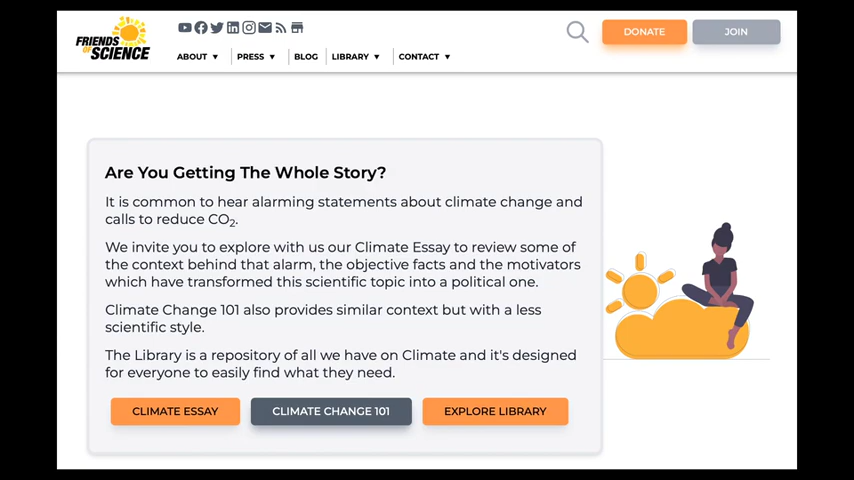 FRIENDS
OF
SCIENCE
DONATE
JOIN
ABOUT ▼
PRESS ▼
BLOG
LIBRARY ▼
CONTACT ▼
Are You Getting The Whole Story?
It is common to hear alarming statements about climate change and
calls to reduce CO₂.
We invite you to explore with us our Climate Essay to review some of
the context behind that alarm, the objective facts and the motivators
which have transformed this scientific topic into a political one.
Climate Change 101 also provides similar context but with a less
scientific style.
The Library is a repository of all we have on Climate and it's designed
for everyone to easily find what they need.
CLIMATE ESSAY
CLIMATE CHANGE 101
EXPLORE LIBRARY